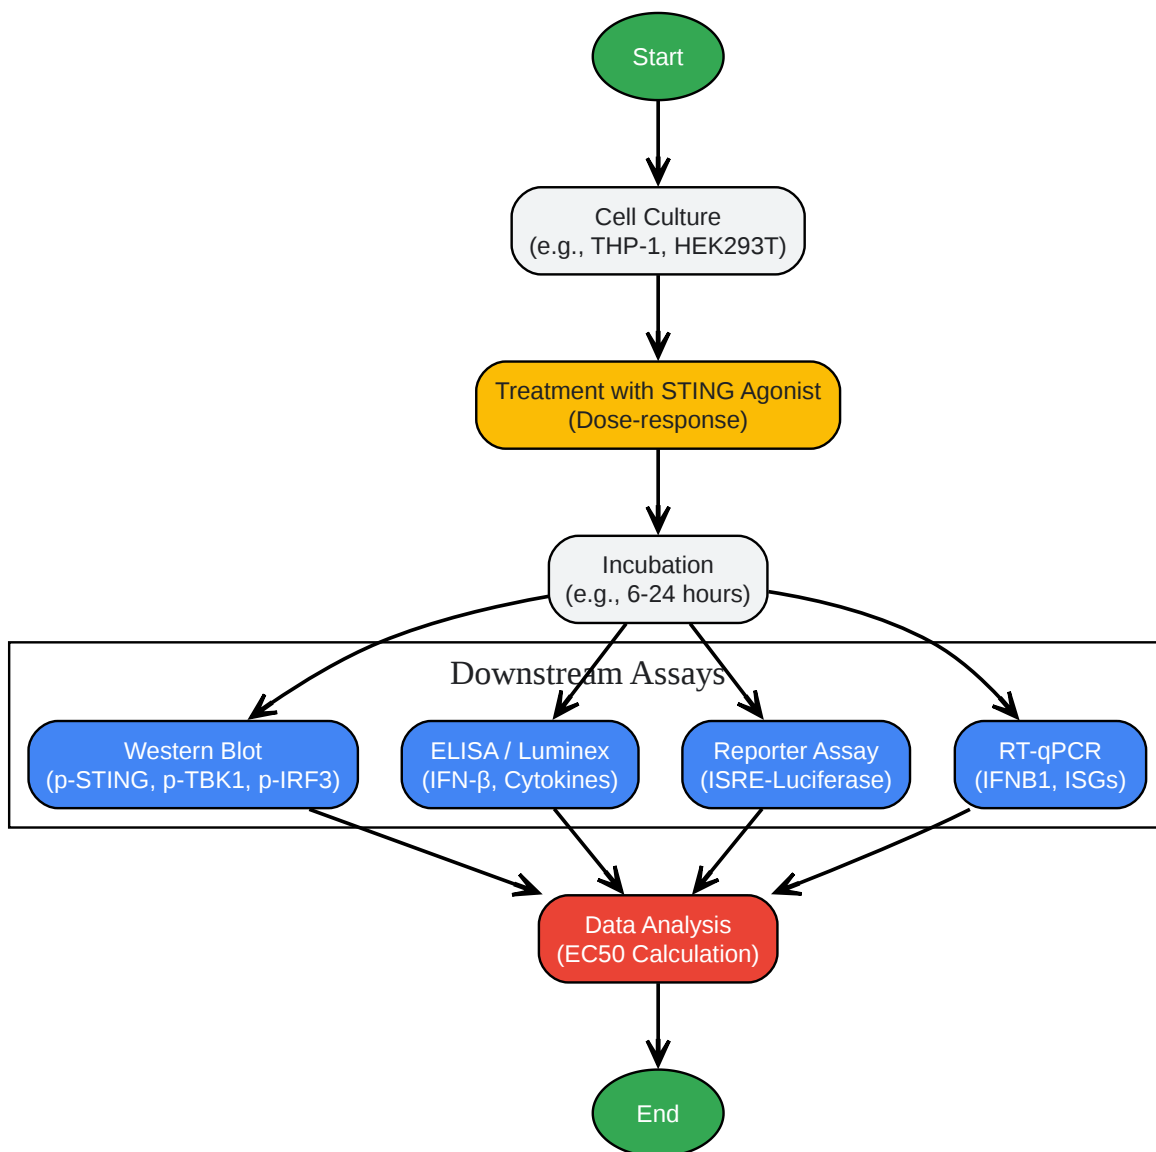 Start
Cell Culture
(e.g., THP-1, HEK293T)
Treatment with STING Agonist
(Dose-response)
Incubation
(e.g., 6-24 hours)
Downstream Assays
Western Blot
(p-STING, p-TBK1, p-IRF3)
ELISA / Luminex
(IFN-β, Cytokines)
Reporter Assay
(ISRE-Luciferase)
RT-qPCR
(IFNB1, ISGs)
Data Analysis
(EC50 Calculation)
End